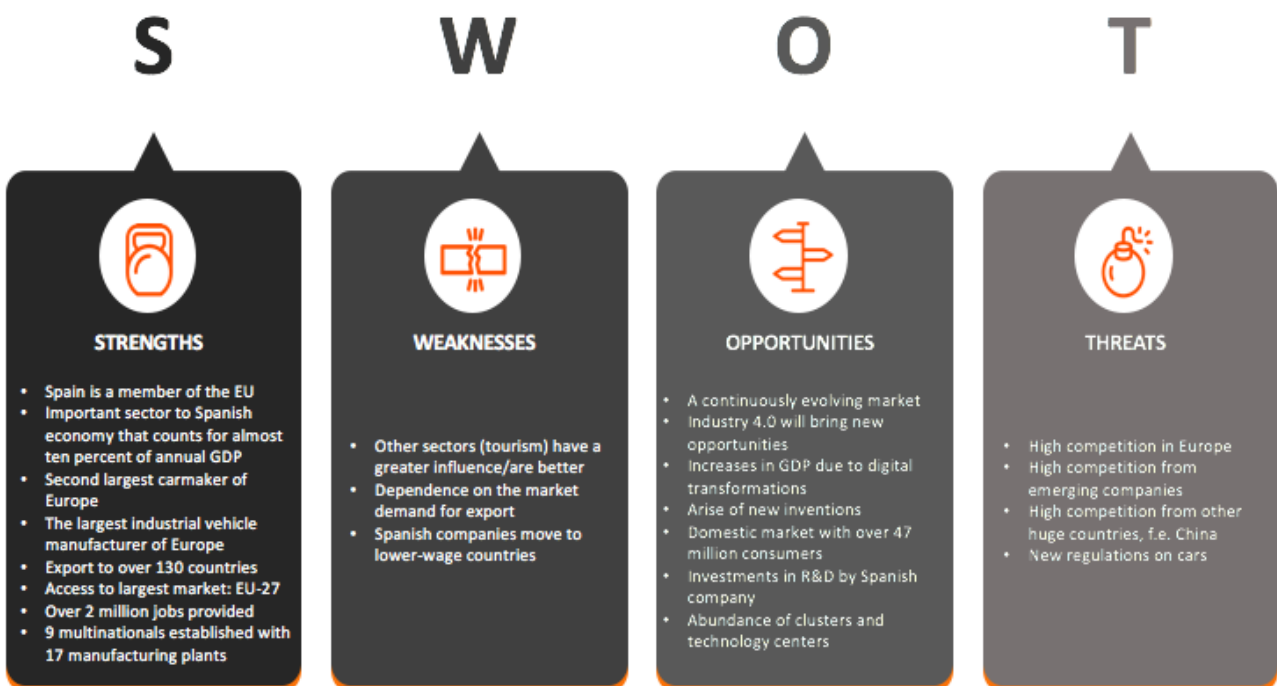 S
W
O
T
STRENGTHS
• Spain is a member of the EU
• Important sector to Spanish
economy that counts for almost
ten percent of annual GDP
• Second largest carmaker of
Europe
• The largest industrial vehicle
manufacturer of Europe
• Export to over 130 countries
• Access to largest market: EU-27
• Over 2 million jobs provided
• 9 multinationals established with
17 manufacturing plants
WEAKNESSES
• Other sectors (tourism) have a
greater influence/are better
• Dependence on the market
demand for export
• Spanish companies move to
lower-wage countries
OPPORTUNITIES
• A continuously evolving market
• Industry 4.0 will bring new
opportunities
• Increases in GDP due to digital
transformations
• Arise of new inventions
• Domestic market with over 47
million consumers
• Investments in R&D by Spanish
company
• Abundance of clusters and
technology centers
THREATS
• High competition in Europe
• High competition from
emerging companies
• High competition from other
huge countries, f.e. China
• New regulations on cars